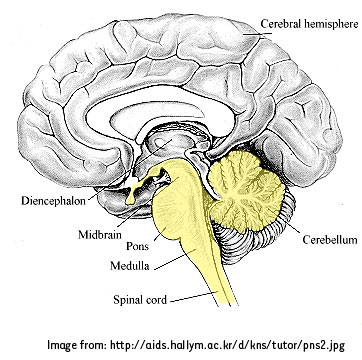 Cerebral hemisphere
Diencephalon
Midbrain
Pons
Cerebellum
Medulla
Spinal cord
Image from: http://aids.hallym.ac.kr/d/kns/tutor/pns2.jpg